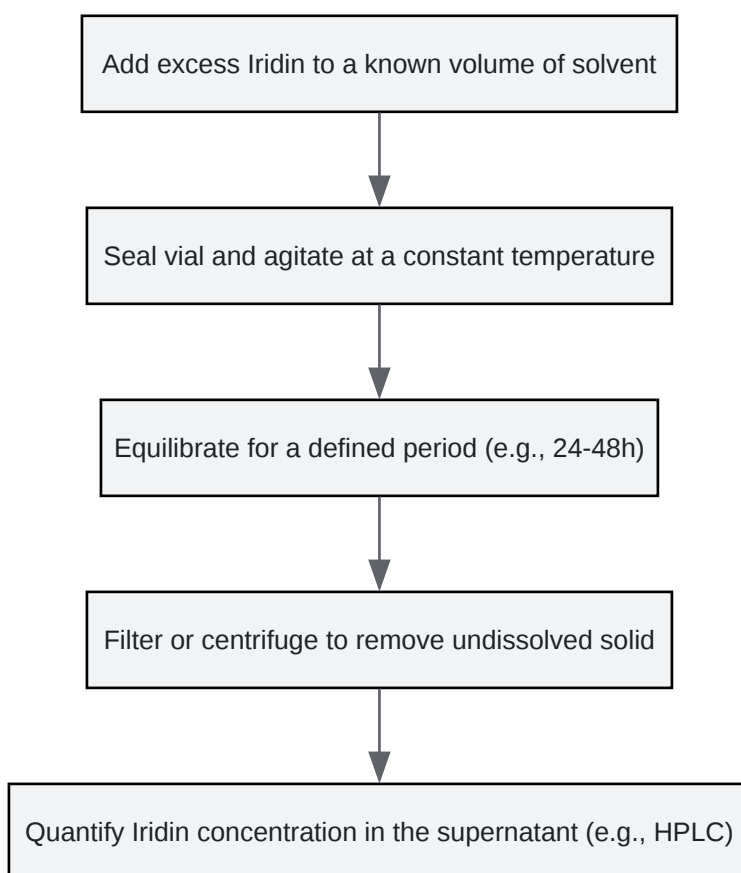 Add excess Iridin to a known volume of solvent
Seal vial and agitate at a constant temperature
Equilibrate for a defined period (e.g., 24-48h)
Filter or centrifuge to remove undissolved solid
Quantify Iridin concentration in the supernatant (e.g., HPLC)